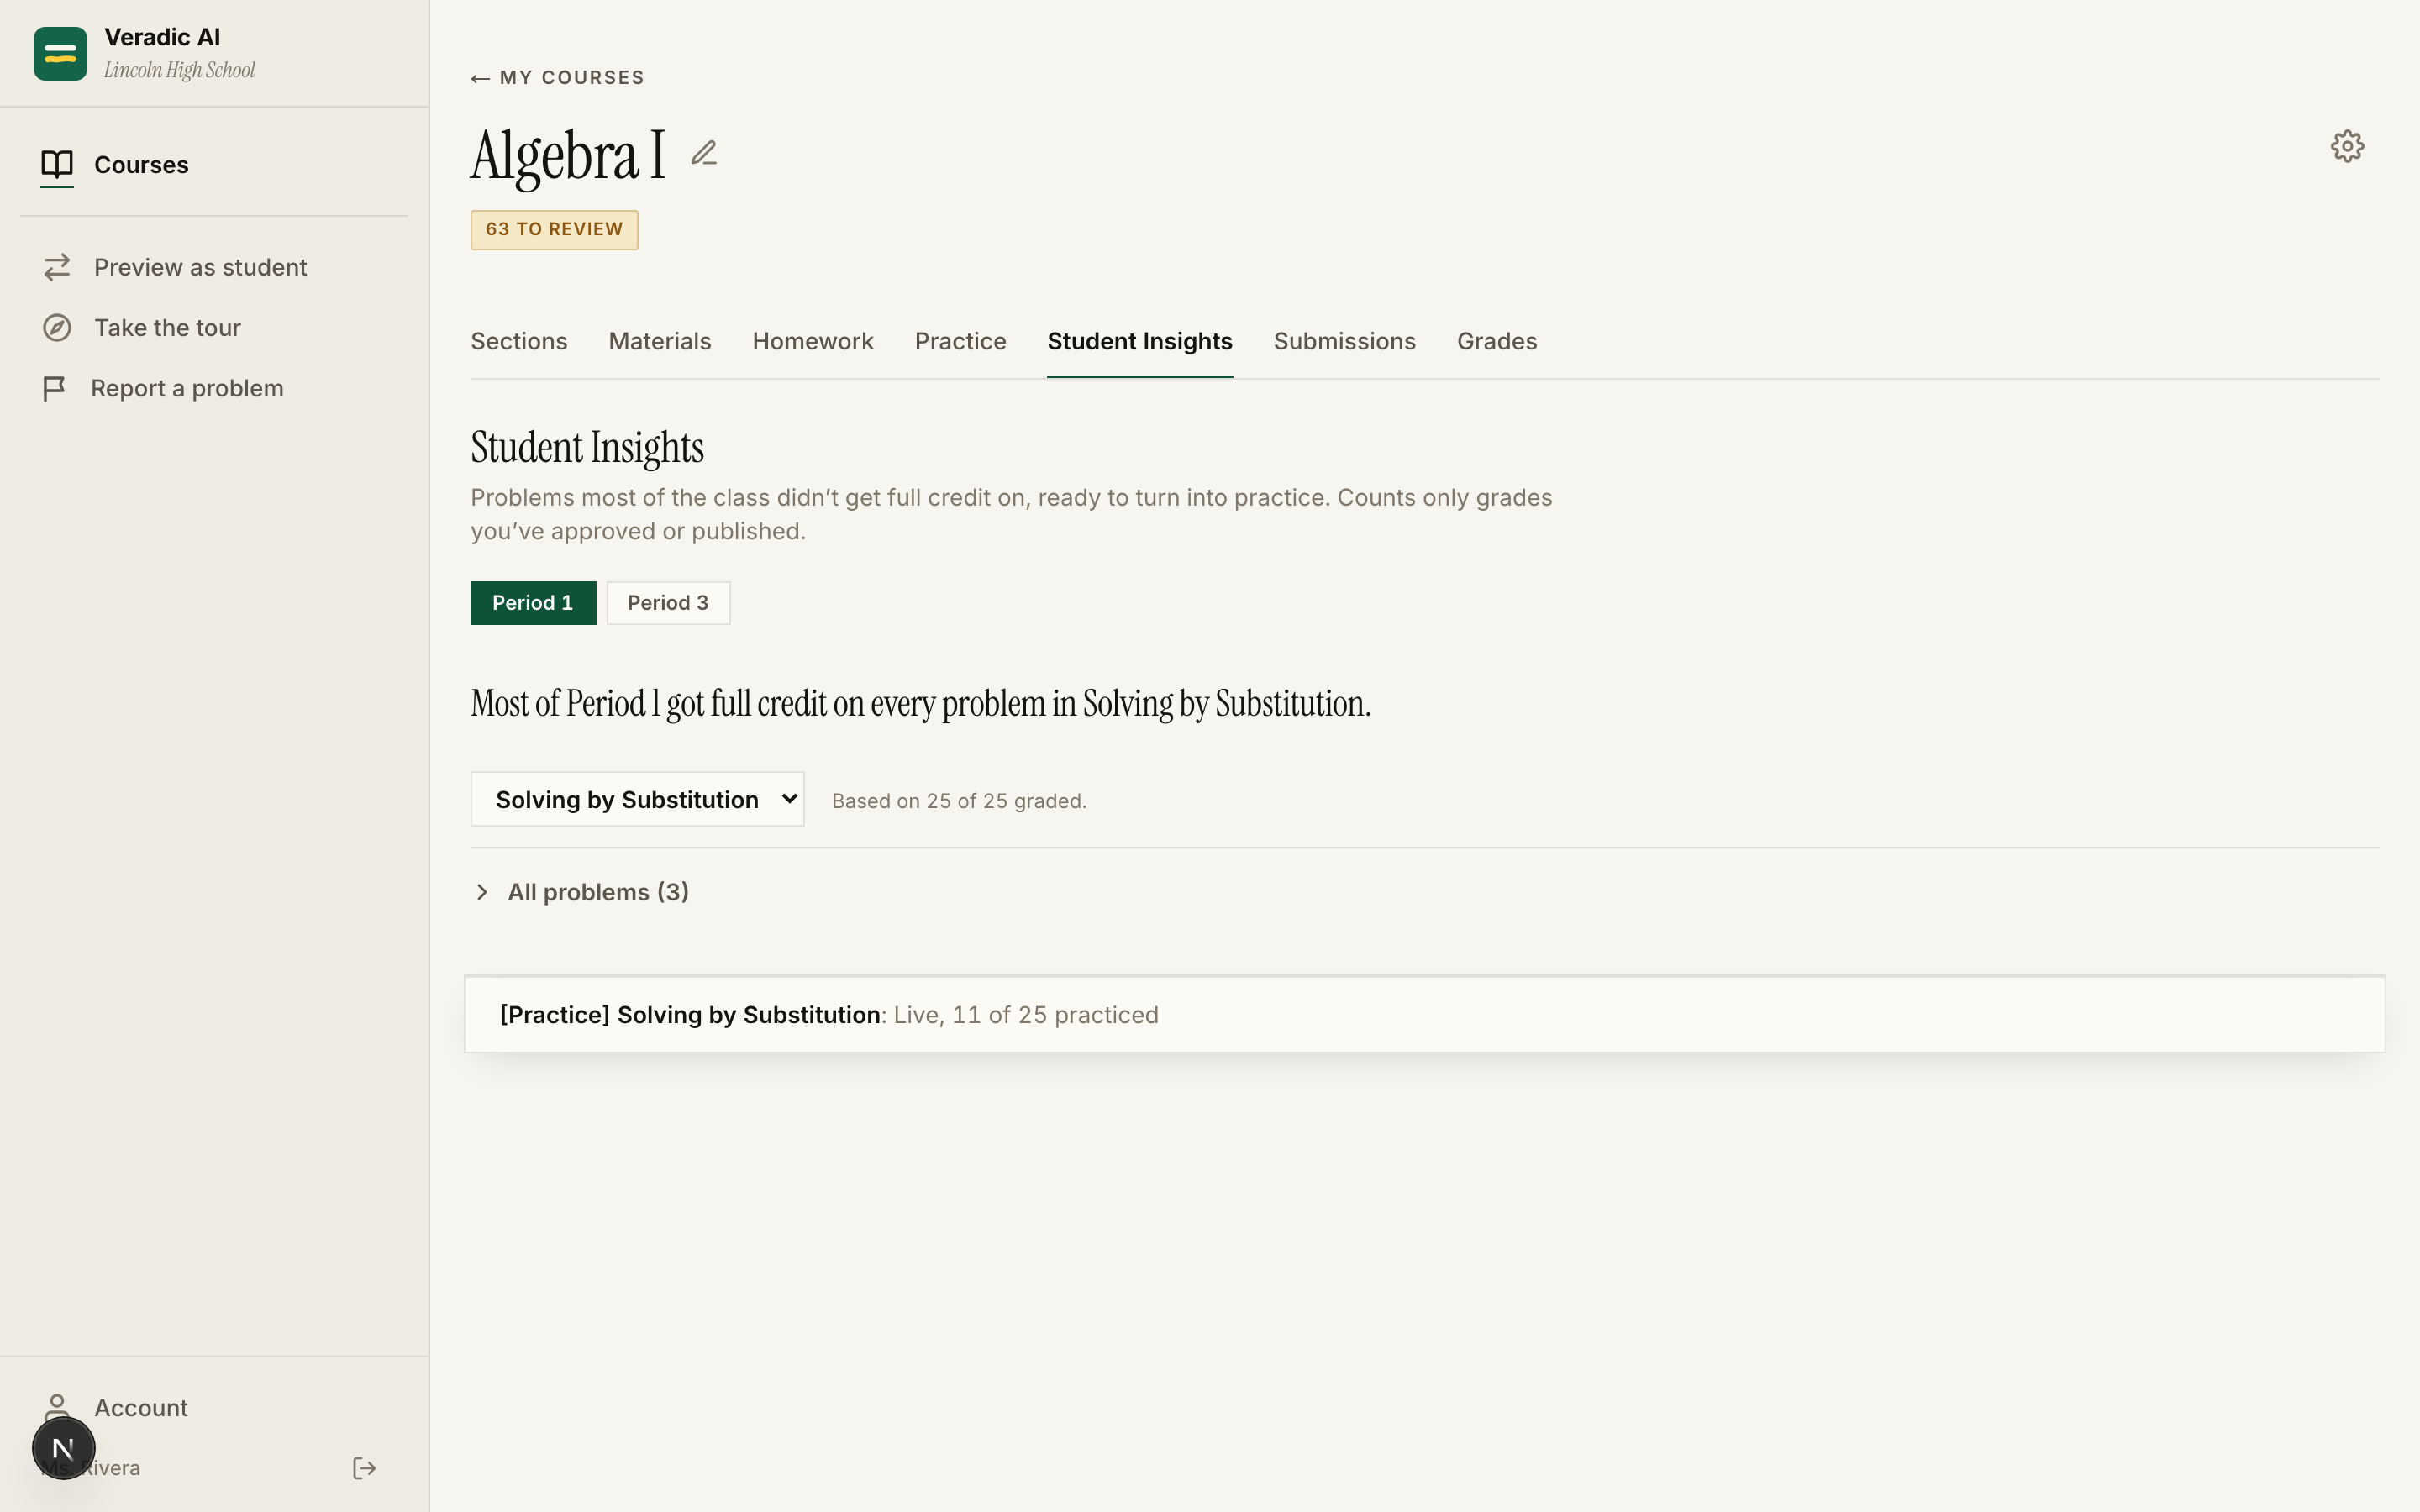 Veradic AI
Lincoln High School
Courses
Preview as student
Take the tour
Report a problem
Account
N
Rivera
← MY COURSES
Algebra I
63 TO REVIEW
Sections Materials Homework Practice Student Insights Submissions Grades
Student Insights
Problems most of the class didn’t get full credit on, ready to turn into practice. Counts only grades
you’ve approved or published.
Period 1 Period 3
Most of Period 1 got full credit on every problem in Solving by Substitution.
Solving by Substitution Based on 25 of 25 graded.
All problems (3)
[Practice] Solving by Substitution: Live, 11 of 25 practiced